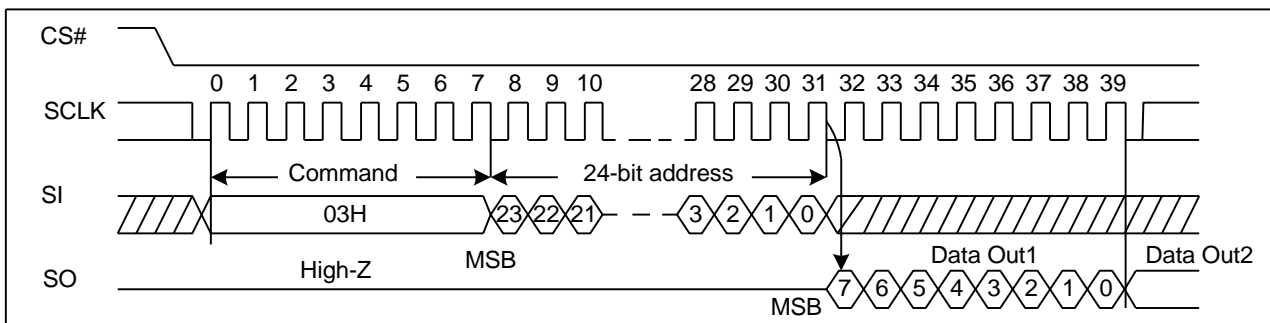 CS#
0 1 2 3 4 5 6 7 8 9 10 28 29 30 31 32 33 34 35 36 37 38 39
SCLK
Command 24-bit address
SI
03H 23 22 21 3 2 1 0
High-Z MSB Data Out1 Data Out2
SO
MSB 7 6 5 4 3 2 1 0